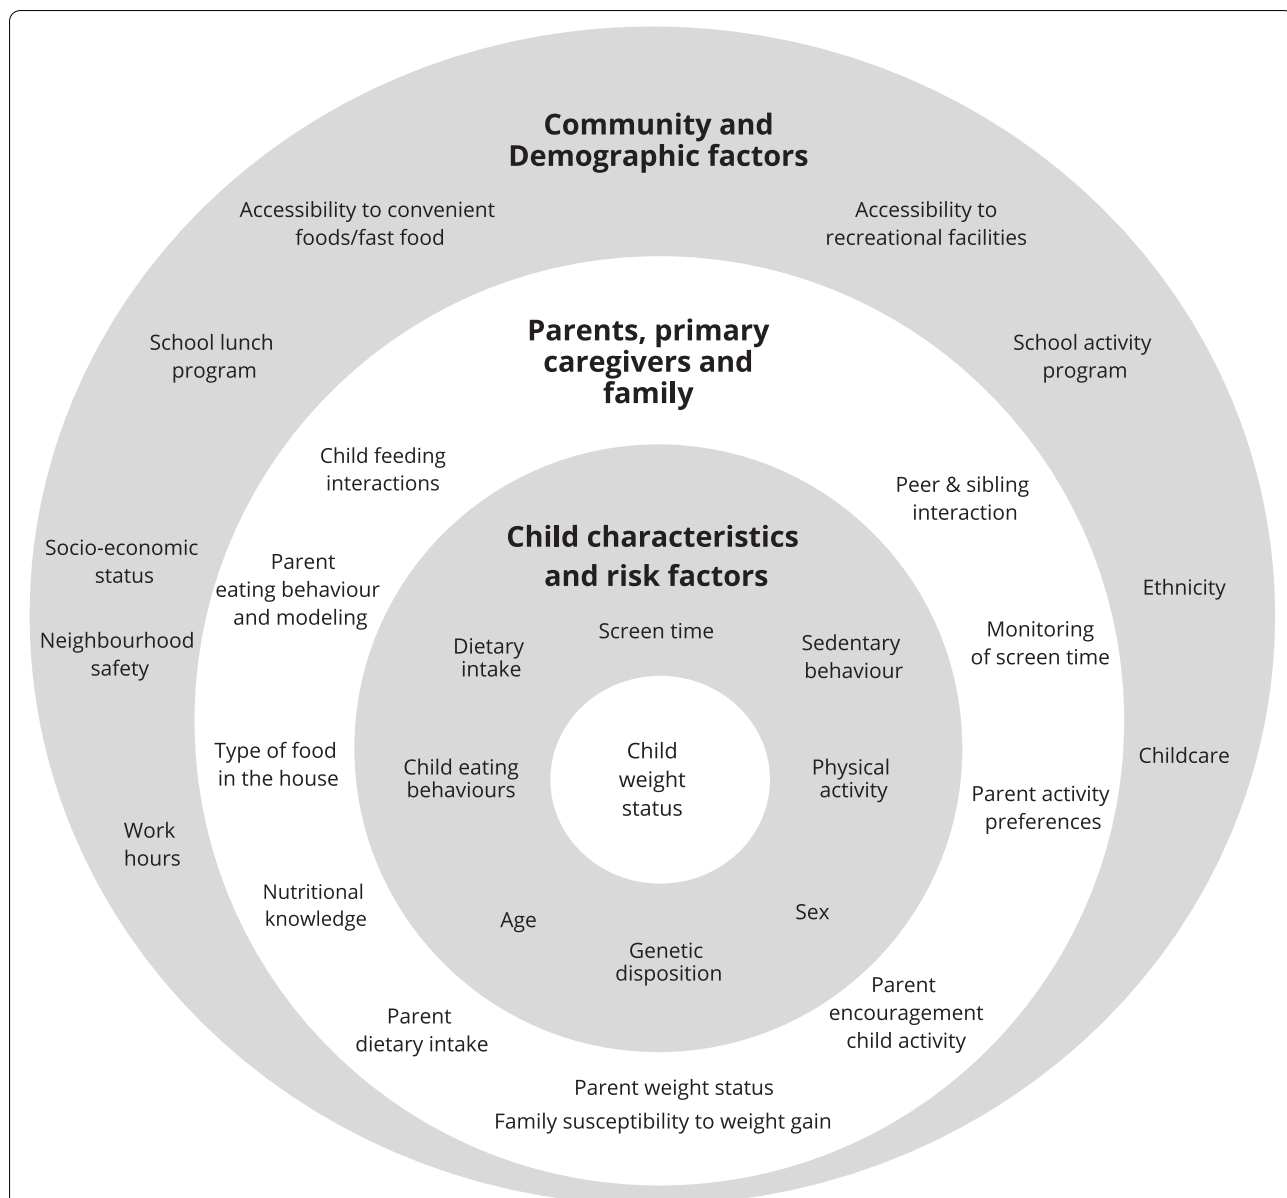 Community and
Demographic factors
Accessibility to convenient
foods/fast food
Accessibility to
recreational facilities
School lunch
program
School activity
program
Parents, primary
caregivers and
family
Child feeding
interactions
Peer & sibling
interaction
Child characteristics
and risk factors
Socio-economic
status
Parent
eating behaviour
and modeling
Ethnicity
Neighbourhood
safety
Dietary
intake
Screen time
Sedentary
behaviour
Monitoring
of screen time
Type of food
in the house
Child eating
behaviours
Child
weight
status
Physical
activity
Parent activity
preferences
Childcare
Work
hours
Nutritional
knowledge
Age
Sex
Genetic
disposition
Parent
dietary intake
Parent
encouragement
child activity
Parent weight status
Family susceptibility to weight gain